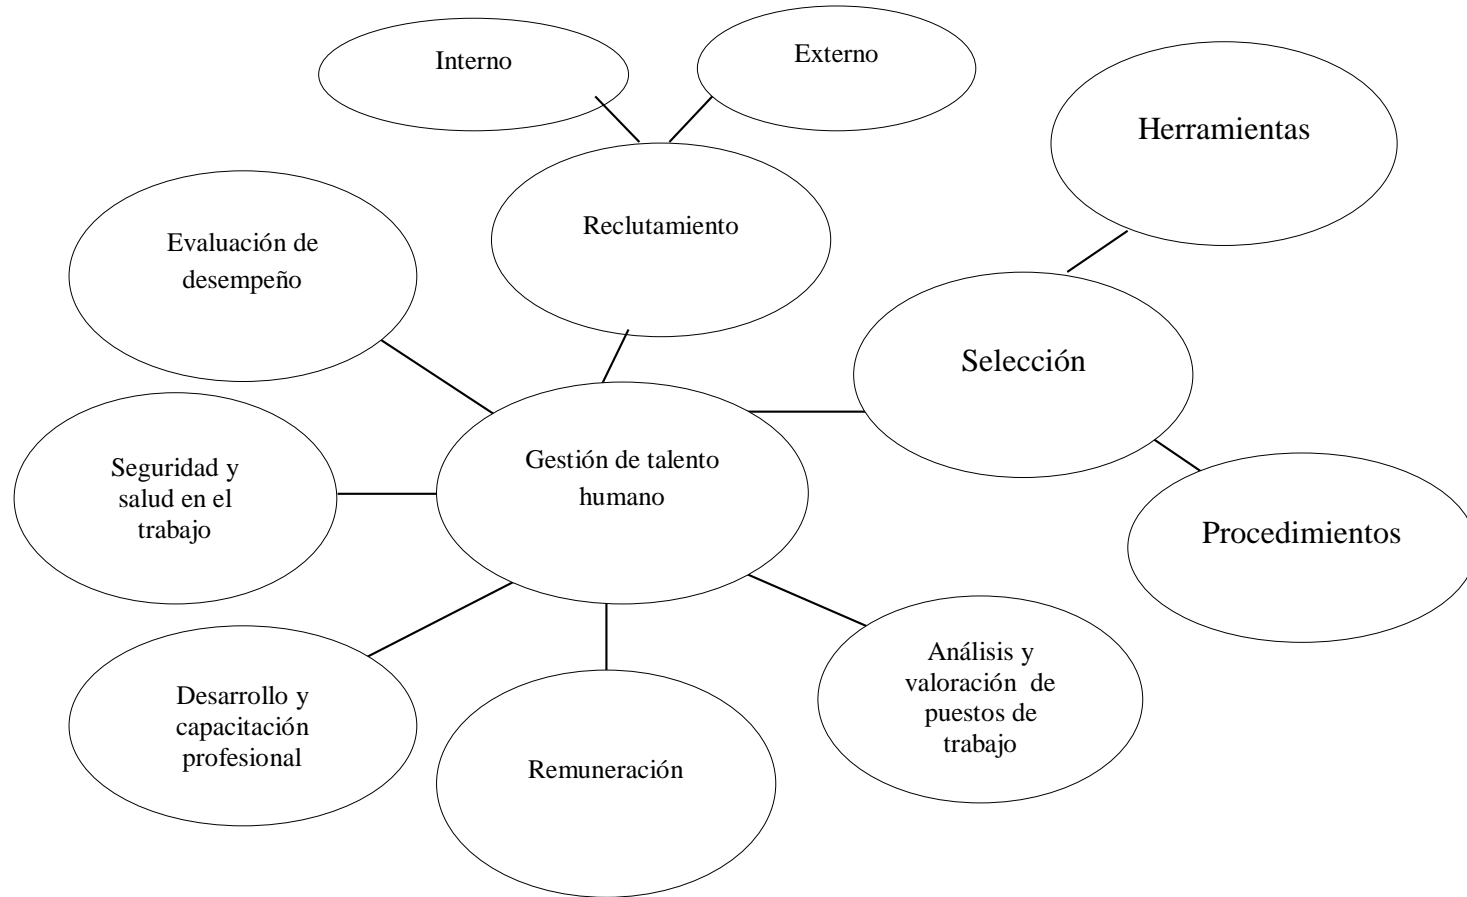 Interno
Externo
Herramientas
Reclutamiento
Evaluación de
desempeño
Selección
Gestión de talento
humano
Seguridad y
salud en el
trabajo
Procedimientos
Análisis y
valoración  de
puestos de
trabajo
Desarrollo y
capacitación
profesional
Remuneración